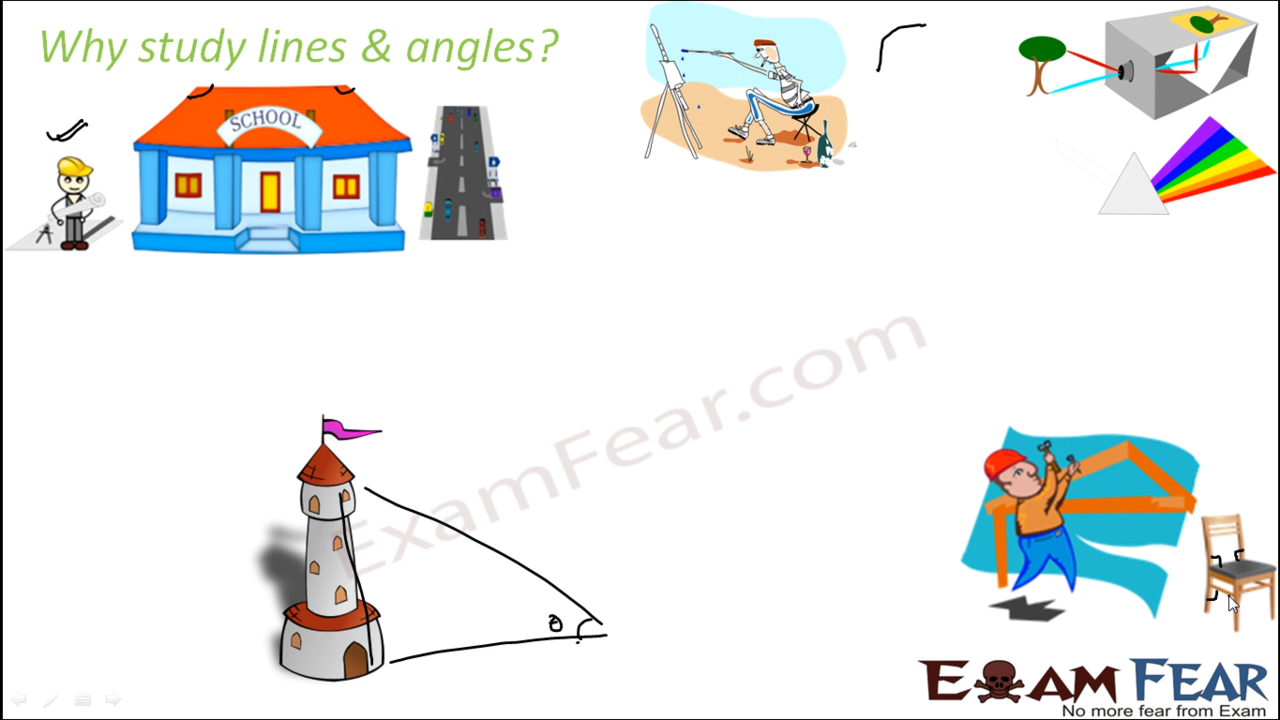 Why study lines & angles?
SCHOOL
ExamFear.com
θ
EXAM FEAR
No more fear from Exam